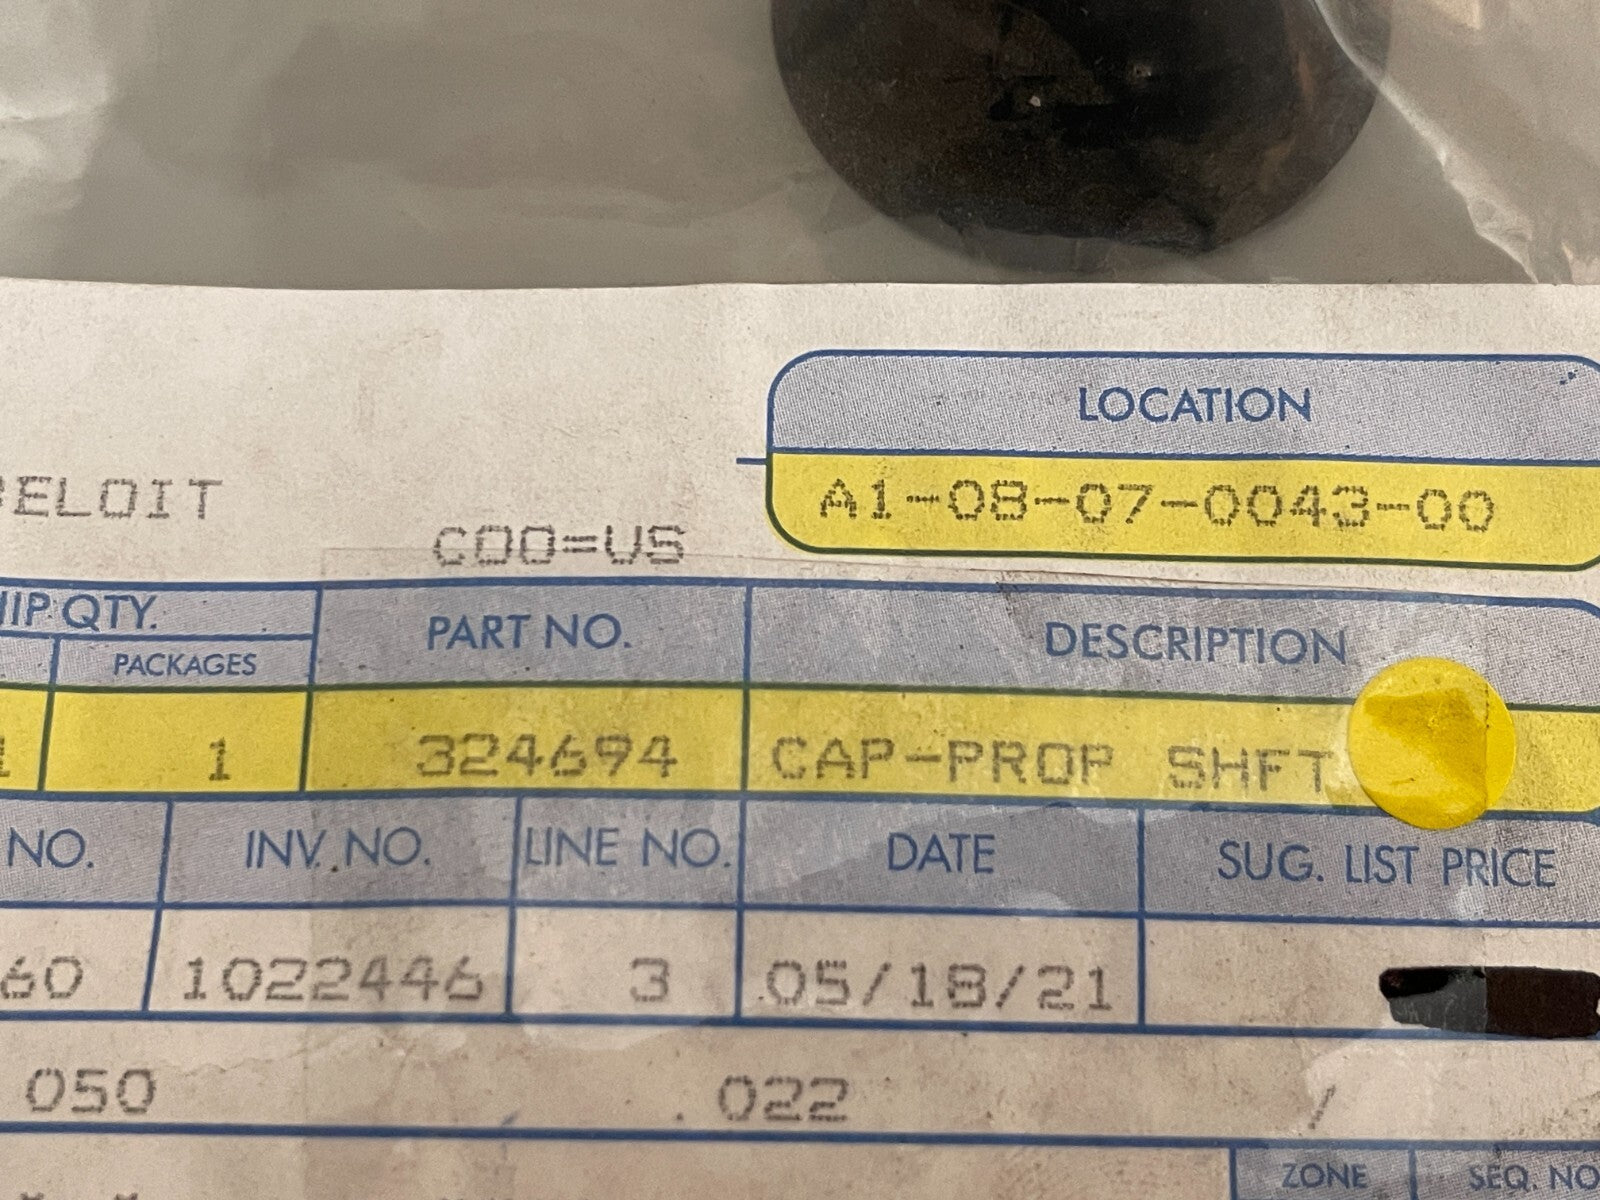 LOCATION
A1-08-07-0043-00
BELOIT
COO=US
QTY.
PACKAGES
PART NO.
DESCRIPTION
1
324694
CAP-PROP SHFT
NO.
INV. NO.
LINE NO.
DATE
SUG. LIST PRICE
60
1022446
3
05/18/21
050
.022
/
ZONE
SEQ. NO